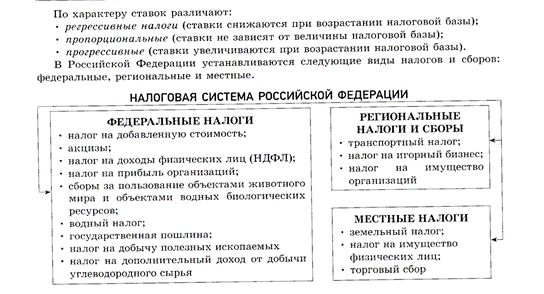 По характеру ставок различают:
• регрессивные налоги (ставки снижаются при возрастании налоговой базы);
• пропорциональные (ставки не зависят от величины налоговой базы);
• прогрессивные (ставки увеличиваются при возрастании налоговой базы).
В Российской Федерации устанавливаются следующие виды налогов и сборов:
федеральные, региональные и местные.
НАЛОГОВАЯ СИСТЕМА РОССИЙСКОЙ ФЕДЕРАЦИИ
ФЕДЕРАЛЬНЫЕ НАЛОГИ
• налог на добавленную стоимость;
• акцизы;
• налог на доходы физических лиц (НДФЛ);
• налог на прибыль организаций;
• сборы за пользование объектами животного
мира и объектами водных биологических
ресурсов;
• водный налог;
• государственная пошлина;
• налог на добычу полезных ископаемых
• налог на дополнительный доход от добычи
углеводородного сырья
РЕГИОНАЛЬНЫЕ
НАЛОГИ И СБОРЫ
• транспортный налог;
• налог на игорный бизнес;
• налог на имущество
организаций
МЕСТНЫЕ НАЛОГИ
• земельный налог;
• налог на имущество
физических лиц;
• торговый сбор